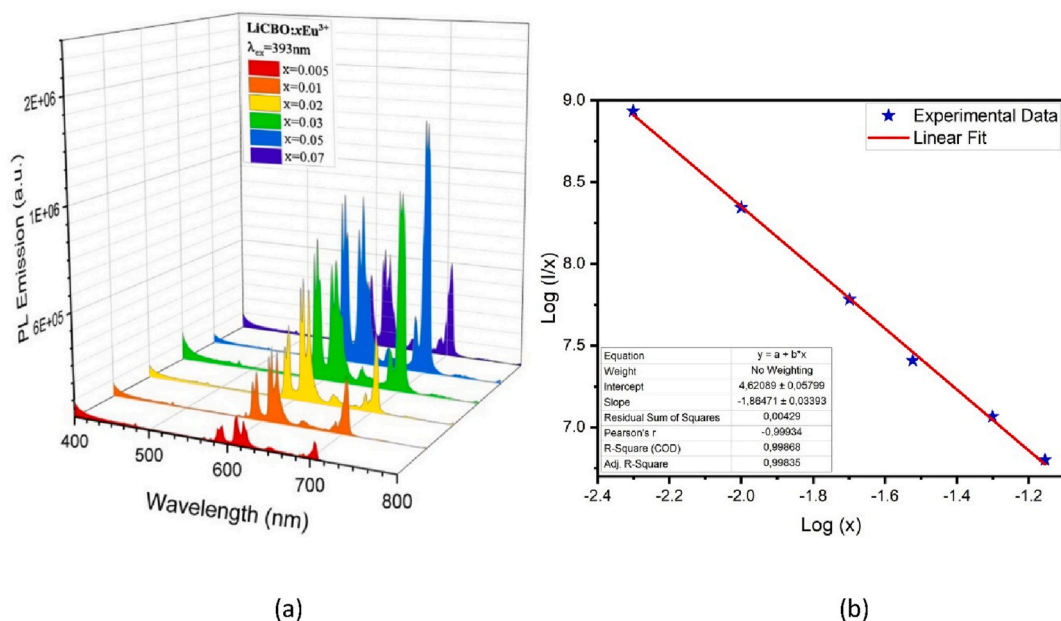 LiCBO:xEu³⁺
λex=393nm
x=0.005
x=0.01
x=0.02
x=0.03
x=0.05
x=0.07
PL Emission (a.u.)
2E+06
1E+06
6E+05
400
500
600
700
800
Wavelength (nm)
(a)
Experimental Data
Linear Fit
Log (I/x)
9.0
8.5
8.0
7.5
7.0
Equation y = a + b*x
Weight No Weighting
Intercept 4,62089 ± 0,05799
Slope -1,86471 ± 0,03393
Residual Sum of Squares 0,00429
Pearson's r -0,99934
R-Square (COD) 0,99868
Adj. R-Square 0,99835
-2.4 -2.2 -2.0 -1.8 -1.6 -1.4 -1.2
Log (x)
(b)